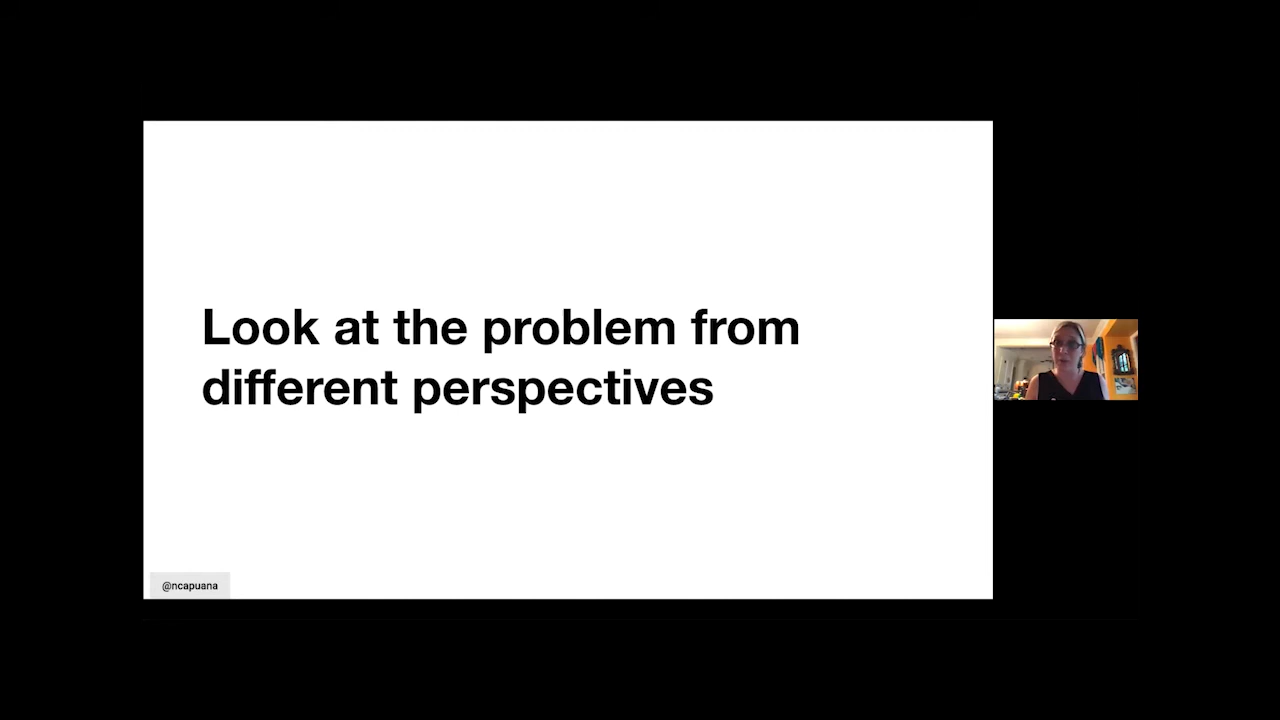 Look at the problem from
different perspectives
@ncapuana